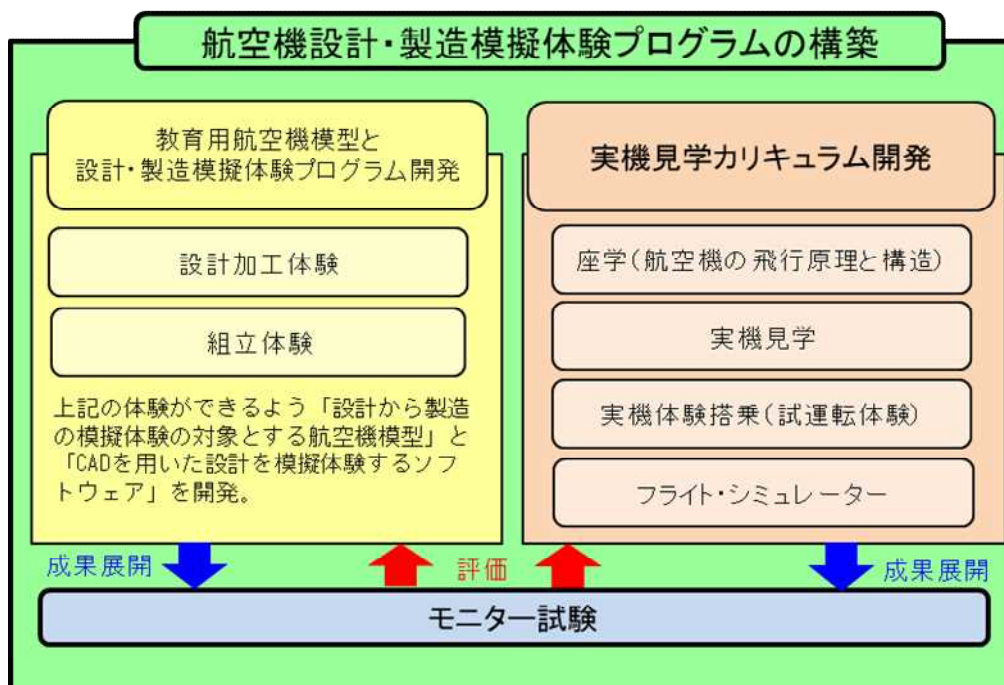 航空機設計・製造模擬体験プログラムの構築
教育用航空機模型と
設計・製造模擬体験プログラム開発
設計加工体験
組立体験
上記の体験ができるよう「設計から製造
の模擬体験の対象とする航空機模型」と
「CADを用いた設計を模擬体験するソフ
トウェア」を開発。
実機見学カリキュラム開発
座学(航空機の飛行原理と構造)
実機見学
実機体験搭乗(試運転体験)
フライト・シミュレーター
成果展開
評価
成果展開
モニター試験